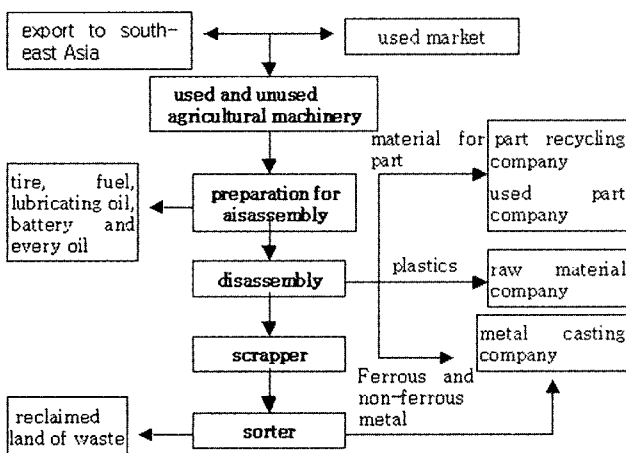 export to south-
east Asia
used market
used and unused
agricultural machinery
material for
part
part recycling
company
used part
company
tire, fuel,
lubricating oil,
battery and
every oil
preparation for
aisassembly
disassembly
plastics
raw material
company
scrapper
metal casting
company
Ferrous and
non-ferrous
metal
reclaimed
land of waste
sorter